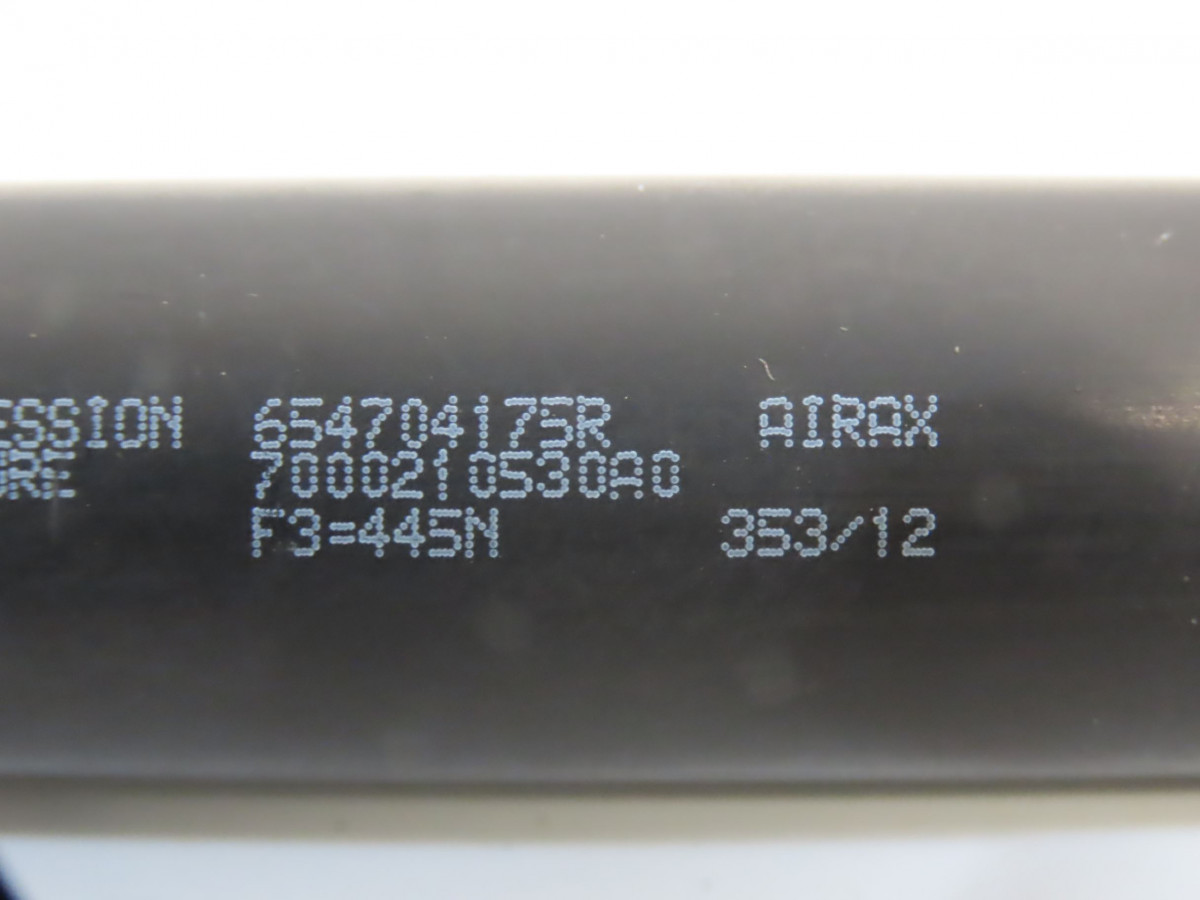 ESSION 654704175R AIRAX
URE 7000210530A0
F3=445N 353/12